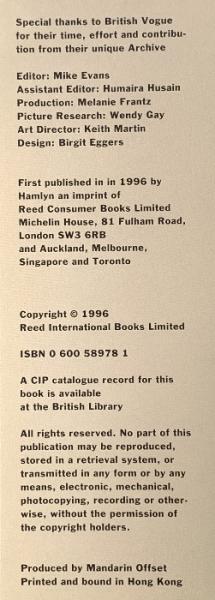 Special thanks to British Vogue
for their time, effort and contribu-
tion from their unique Archive
Editor: Mike Evans
Assistant Editor: Humaira Husain
Production: Melanie Frantz
Picture Research: Wendy Gay
Art Director: Keith Martin
Design: Birgit Eggers
First published in in 1996 by
Hamlyn an imprint of
Reed Consumer Books Limited
Michelin House, 81 Fulham Road,
London SW3 6RB
and Auckland, Melbourne,
Singapore and Toronto
Copyright © 1996
Reed International Books Limited
ISBN 0 600 58978 1
A CIP catalogue record for this
book is available
at the British Library
All rights reserved. No part of this
publication may be reproduced,
stored in a retrieval system, or
transmitted in any form or by any
means, electronic, mechanical,
photocopying, recording or other-
wise, without the permission of
the copyright holders.
Produced by Mandarin Offset
Printed and bound in Hong Kong